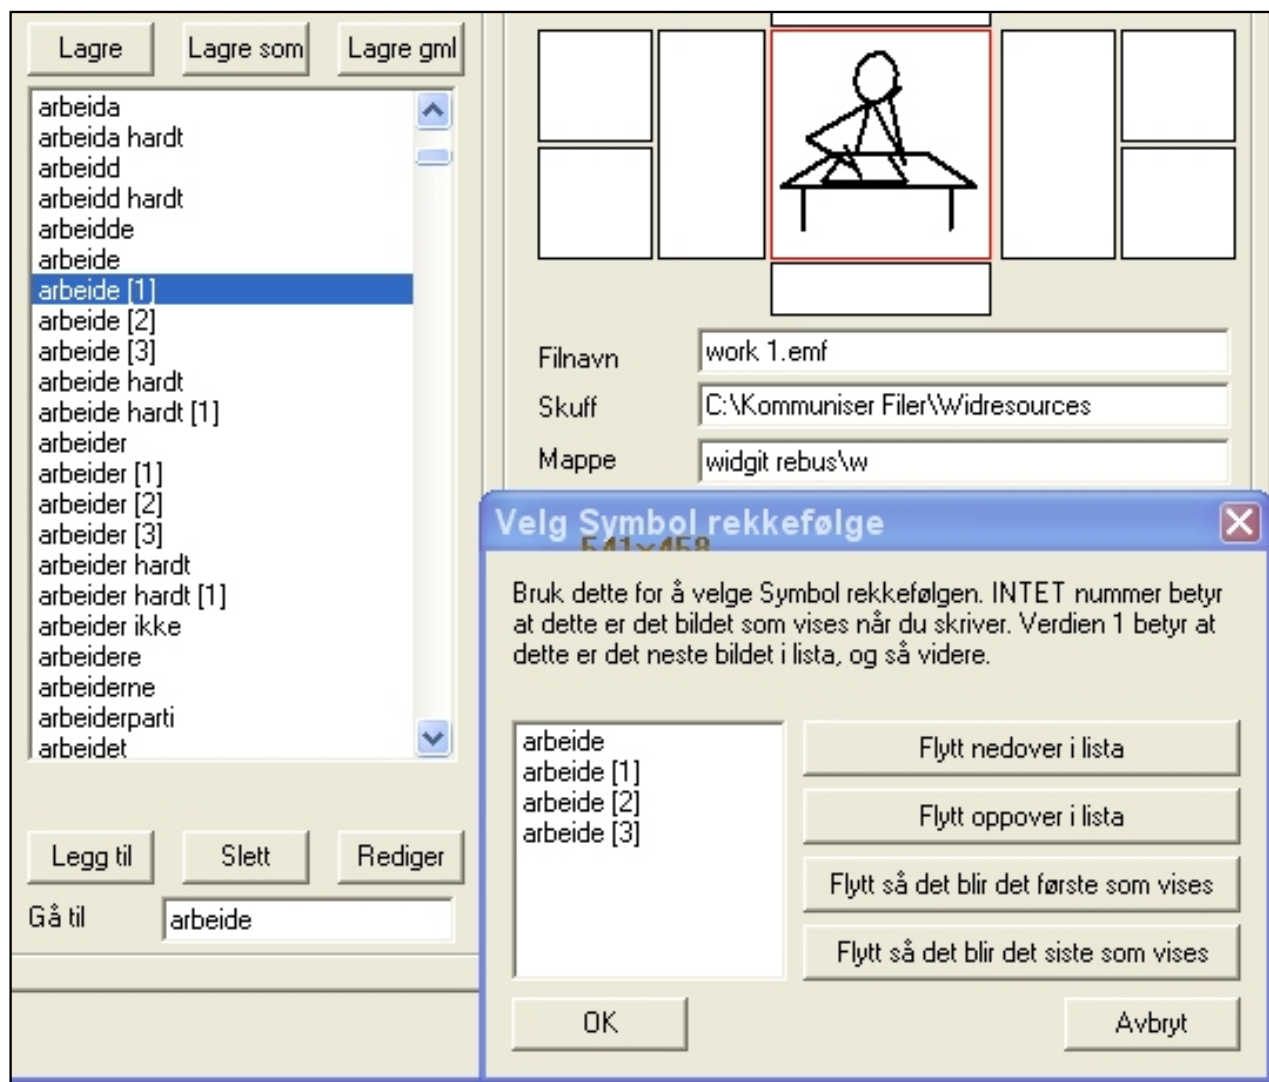 Lagre
Lagre som
Lagre gml
arbeida
arbeida hardt
arbeidd
arbeidd hardt
arbeidde
arbeide
arbeide [1]
arbeide [2]
arbeide [3]
arbeide hardt
arbeide hardt [1]
arbeider
arbeider [1]
arbeider [2]
arbeider [3]
arbeider hardt
arbeider hardt [1]
arbeider ikke
arbeidere
arbeiderne
arbeiderparti
arbeidet
Legg til
Slett
Rediger
Gå til
arbeide
Filnavn
work 1.emf
Skuff
C:\Kommuniser Filer\Widresources
Mappe
widgit rebus\w
Velg Symbol rekkefølge
541x458
Bruk dette for å velge Symbol rekkefølgen. INTET nummer betyr
at dette er det bildet som vises når du skriver. Verdien 1 betyr at
dette er det neste bildet i lista, og så videre.
arbeide
arbeide [1]
arbeide [2]
arbeide [3]
Flytt nedover i lista
Flytt oppover i lista
Flytt så det blir det første som vises
Flytt så det blir det siste som vises
OK
Avbryt